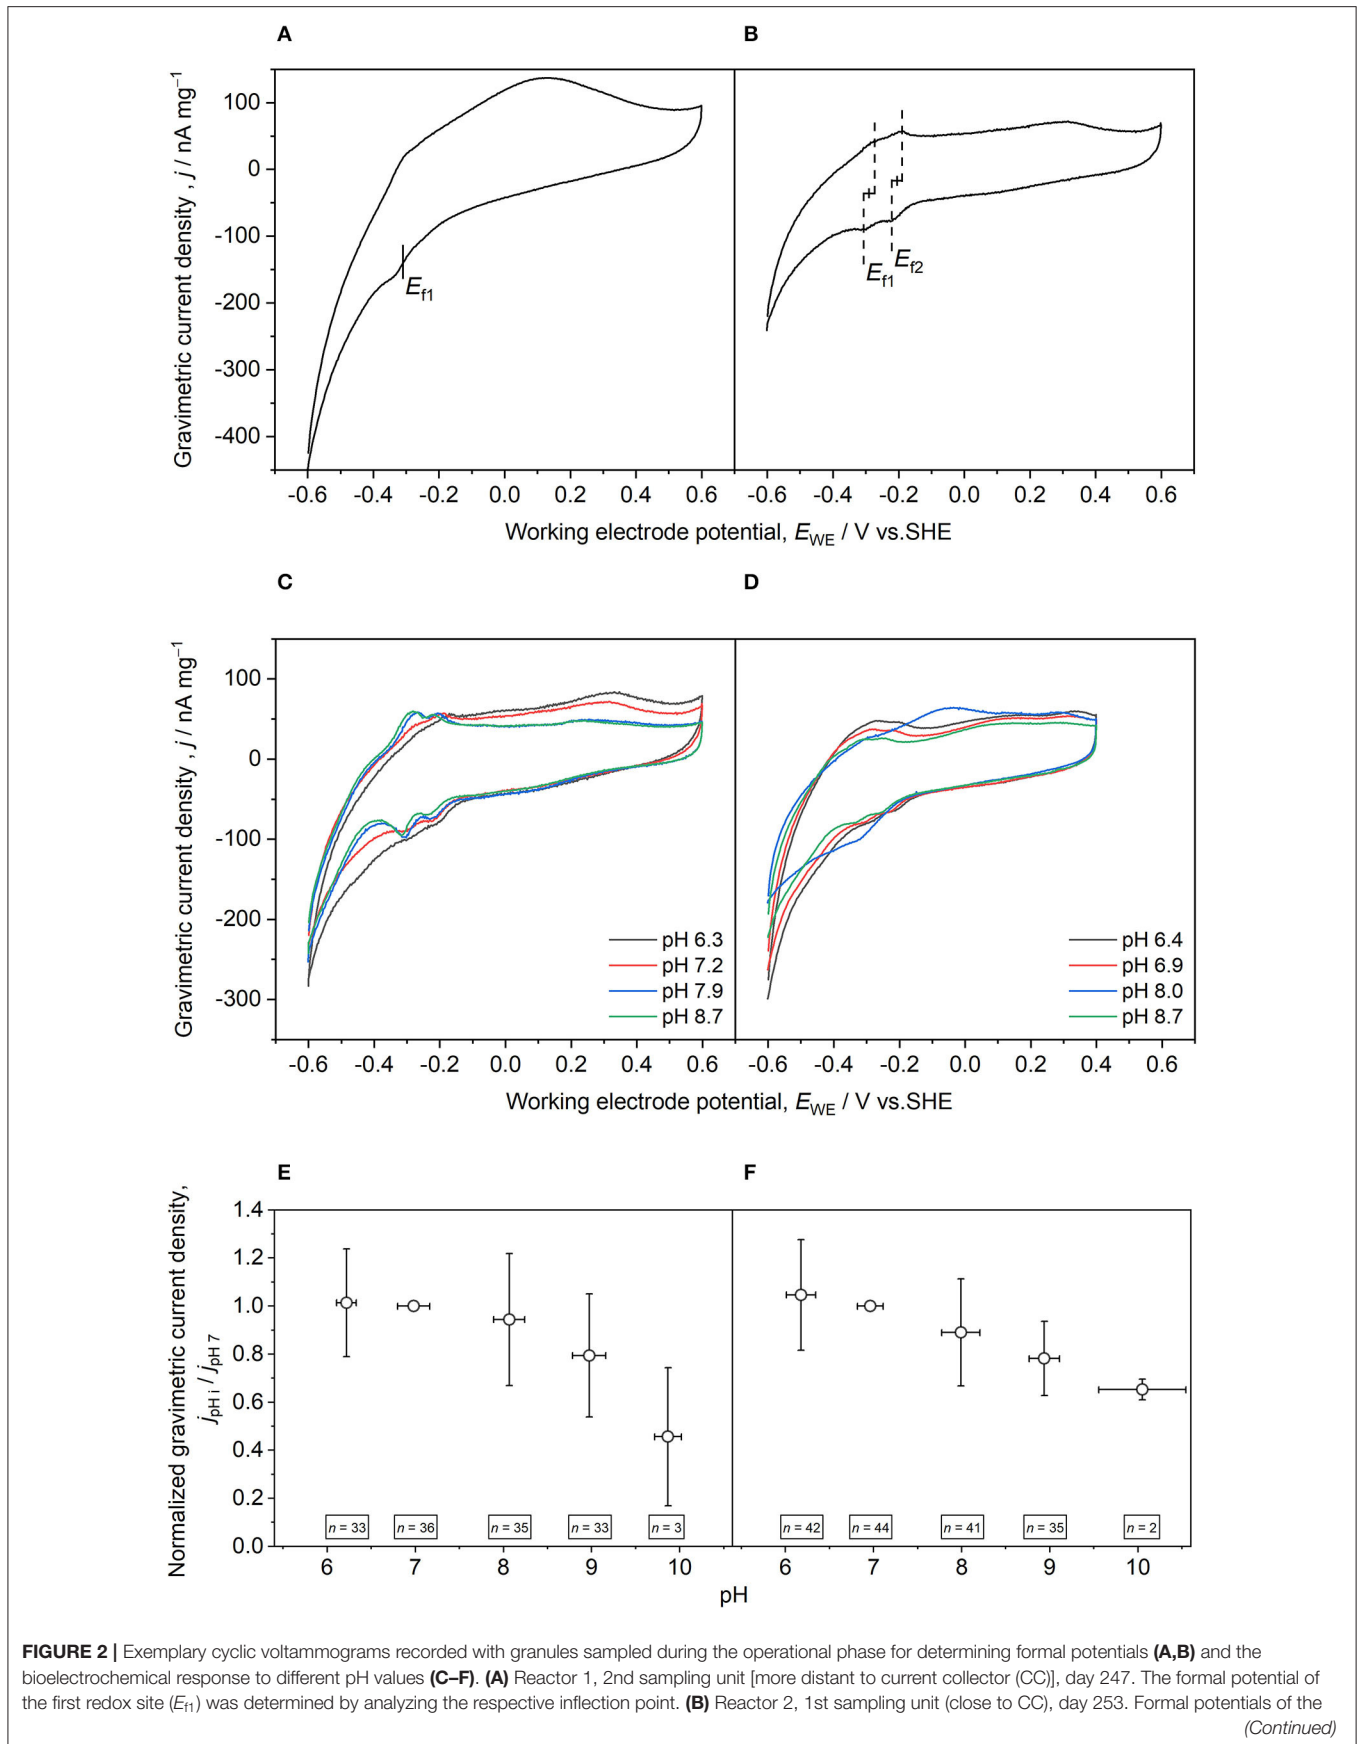 A
B
Gravimetric current density , j / nA mg⁻¹
100
0
-100
-200
-300
-400
Ef1
Ef1
Ef2
-0.6 -0.4 -0.2 0.0 0.2 0.4 0.6
-0.6 -0.4 -0.2 0.0 0.2 0.4 0.6
Working electrode potential, EWE / V vs.SHE
C
D
Gravimetric current density , j / nA mg⁻¹
100
0
-100
-200
-300
pH 6.3
pH 7.2
pH 7.9
pH 8.7
pH 6.4
pH 6.9
pH 8.0
pH 8.7
-0.6 -0.4 -0.2 0.0 0.2 0.4 0.6
-0.6 -0.4 -0.2 0.0 0.2 0.4 0.6
Working electrode potential, EWE / V vs.SHE
E
F
Normalized gravimetric current density,
jpH i / jpH 7
1.4
1.2
1.0
0.8
0.6
0.4
0.2
0.0
n = 33
n = 36
n = 35
n = 33
n = 3
n = 42
n = 44
n = 41
n = 35
n = 2
6 7 8 9 10
6 7 8 9 10
pH
FIGURE 2 | Exemplary cyclic voltammograms recorded with granules sampled during the operational phase for determining formal potentials (A,B) and the
bioelectrochemical response to different pH values (C–F). (A) Reactor 1, 2nd sampling unit [more distant to current collector (CC)], day 247. The formal potential of
the first redox site (Ef1) was determined by analyzing the respective inflection point. (B) Reactor 2, 1st sampling unit (close to CC), day 253. Formal potentials of the
(Continued)